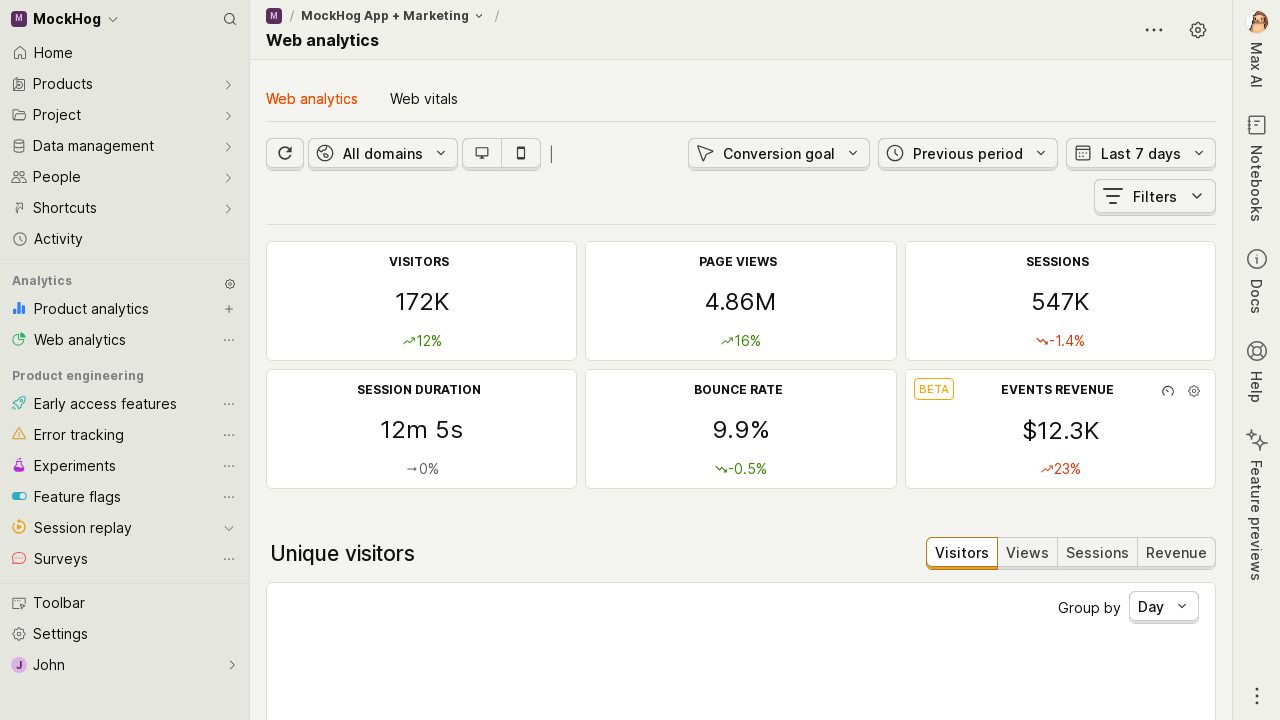 M MockHog
Home
Products
Project
Data management
People
Shortcuts
Activity
Analytics
Product analytics
Web analytics
Product engineering
Early access features
Error tracking
Experiments
Feature flags
Session replay
Surveys
Toolbar
Settings
J John
M / MockHog App + Marketing /
Web analytics
Web analytics Web vitals
All domains Conversion goal Previous period Last 7 days
Filters
VISITORS
172K
12%
PAGE VIEWS
4.86M
16%
SESSIONS
547K
-1.4%
SESSION DURATION
12m 5s
0%
BOUNCE RATE
9.9%
-0.5%
BETA EVENTS REVENUE
$12.3K
23%
Unique visitors
Visitors Views Sessions Revenue
Group by Day
Max AI
Notebooks
Docs
Help
Feature previews